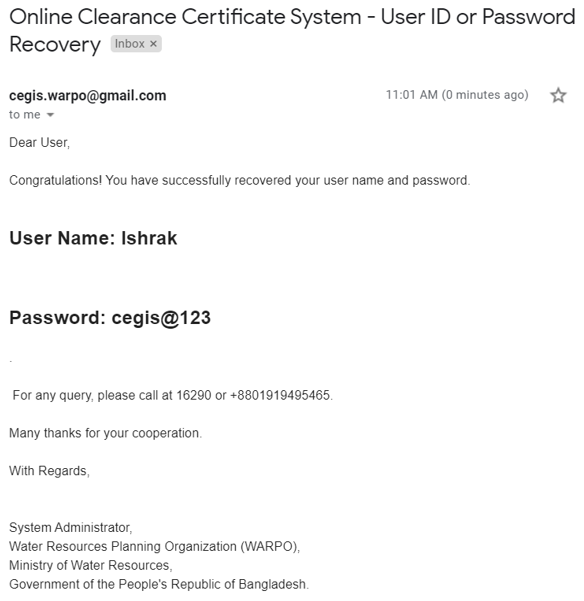 Online Clearance Certificate System - User ID or Password
Recovery Inbox ×
cegis.warpo@gmail.com 11:01 AM (0 minutes ago)
to me
Dear User,
Congratulations! You have successfully recovered your user name and password.
User Name: Ishrak
Password: cegis@123
.
For any query, please call at 16290 or +8801919495465.
Many thanks for your cooperation.
With Regards,
System Administrator,
Water Resources Planning Organization (WARPO),
Ministry of Water Resources,
Government of the People's Republic of Bangladesh.